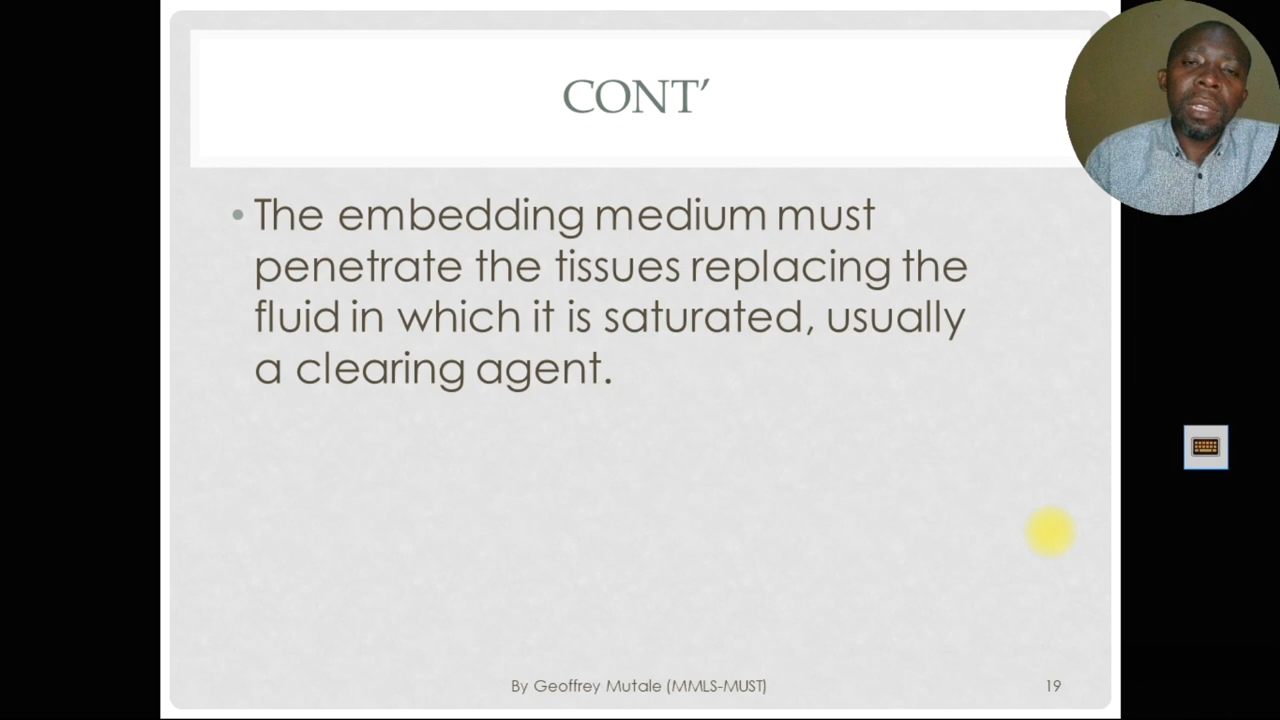 CONT’
• The embedding medium must
penetrate the tissues replacing the
fluid in which it is saturated, usually
a clearing agent.
By Geoffrey Mutale (MMLS-MUST)
19